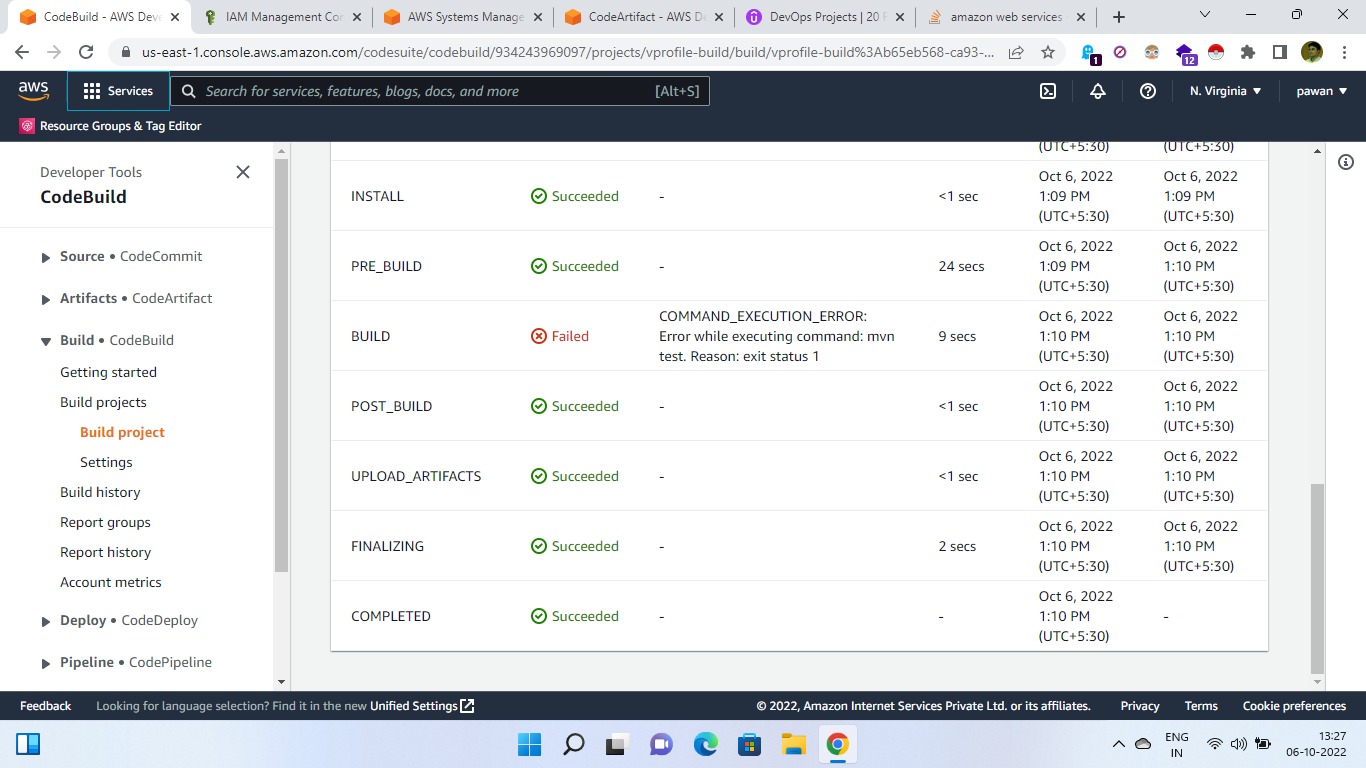 CodeBuild - AWS Deve
IAM Management Con
AWS Systems Manage
CodeArtifact - AWS De
DevOps Projects | 20 R
amazon web services
us-east-1.console.aws.amazon.com/codesuite/codebuild/934243969097/projects/vprofile-build/build/vprofile-build%3Ab65eb568-ca93-...
1
12
aws
Services
Search for services, features, blogs, docs, and more
[Alt+S]
N. Virginia
pawan
Resource Groups & Tag Editor
Developer Tools
CodeBuild
Source • CodeCommit
Artifacts • CodeArtifact
Build • CodeBuild
Getting started
Build projects
Build project
Settings
Build history
Report groups
Report history
Account metrics
Deploy • CodeDeploy
Pipeline • CodePipeline
(UTC+5:30) (UTC+5:30)
INSTALL Succeeded - <1 sec Oct 6, 2022 1:09 PM (UTC+5:30) Oct 6, 2022 1:09 PM (UTC+5:30)
PRE_BUILD Succeeded - 24 secs Oct 6, 2022 1:09 PM (UTC+5:30) Oct 6, 2022 1:10 PM (UTC+5:30)
BUILD Failed COMMAND_EXECUTION_ERROR: Error while executing command: mvn test. Reason: exit status 1 9 secs Oct 6, 2022 1:10 PM (UTC+5:30) Oct 6, 2022 1:10 PM (UTC+5:30)
POST_BUILD Succeeded - <1 sec Oct 6, 2022 1:10 PM (UTC+5:30) Oct 6, 2022 1:10 PM (UTC+5:30)
UPLOAD_ARTIFACTS Succeeded - <1 sec Oct 6, 2022 1:10 PM (UTC+5:30) Oct 6, 2022 1:10 PM (UTC+5:30)
FINALIZING Succeeded - 2 secs Oct 6, 2022 1:10 PM (UTC+5:30) Oct 6, 2022 1:10 PM (UTC+5:30)
COMPLETED Succeeded - - Oct 6, 2022 1:10 PM (UTC+5:30) -
Feedback
Looking for language selection? Find it in the new Unified Settings
© 2022, Amazon Internet Services Private Ltd. or its affiliates.
Privacy
Terms
Cookie preferences
ENG
IN
13:27
06-10-2022